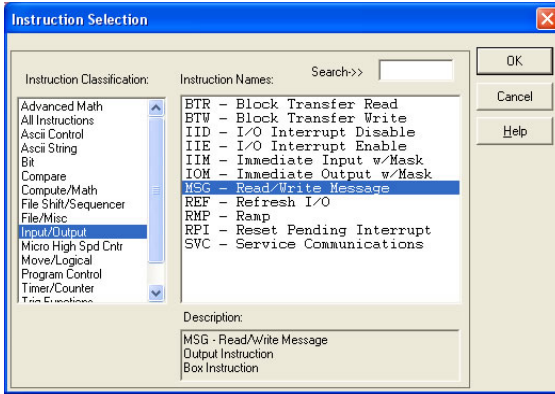 Instruction Selection
Instruction Classification:
Instruction Names:
Search->>
OK
Cancel
Help
Advanced Math
All Instructions
Ascii Control
Ascii String
Bit
Compare
Compute/Math
File Shift/Sequencer
File/Misc
Input/Output
Micro High Spd Cntr
Move/Logical
Program Control
Timer/Counter
Trig Functions
BTR - Block Transfer Read
BTW - Block Transfer Write
IID - I/O Interrupt Disable
IIE - I/O Interrupt Enable
IIM - Immediate Input w/Mask
IOM - Immediate Output w/Mask
MSG - Read/Write Message
REF - Refresh I/O
RMP - Ramp
RPI - Reset Pending Interrupt
SVC - Service Communications
Description:
MSG - Read/Write Message
Output Instruction
Box Instruction